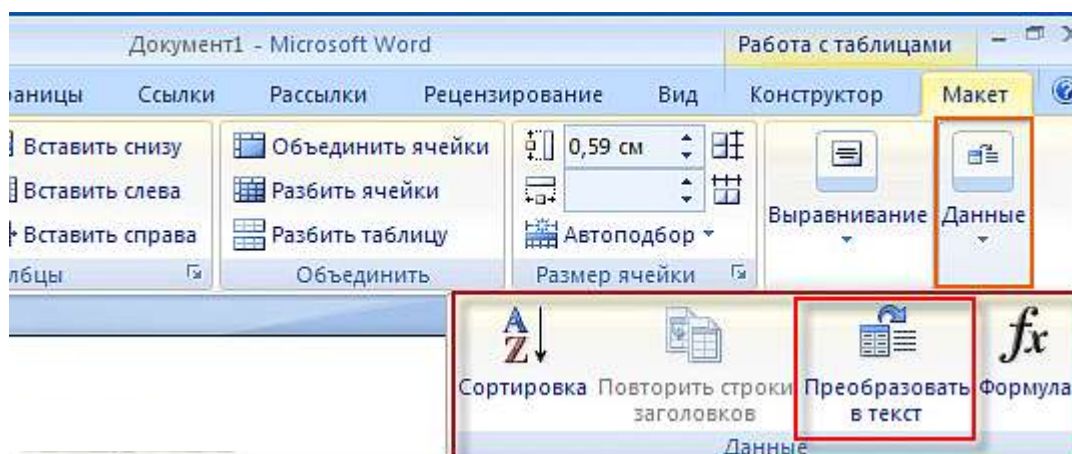 Документ1 - Microsoft Word Работа с таблицами
Ссылки Рассылки Рецензирование Вид Конструктор Макет
Вставить снизу Объединить ячейки 0,59 см
Вставить слева Разбить ячейки
Выравнивание Данные
Вставить справа Разбить таблицу Автоподбор
Объединить Размер ячейки
Сортировка Повторить строки заголовков Преобразовать в текст Формула
Данные